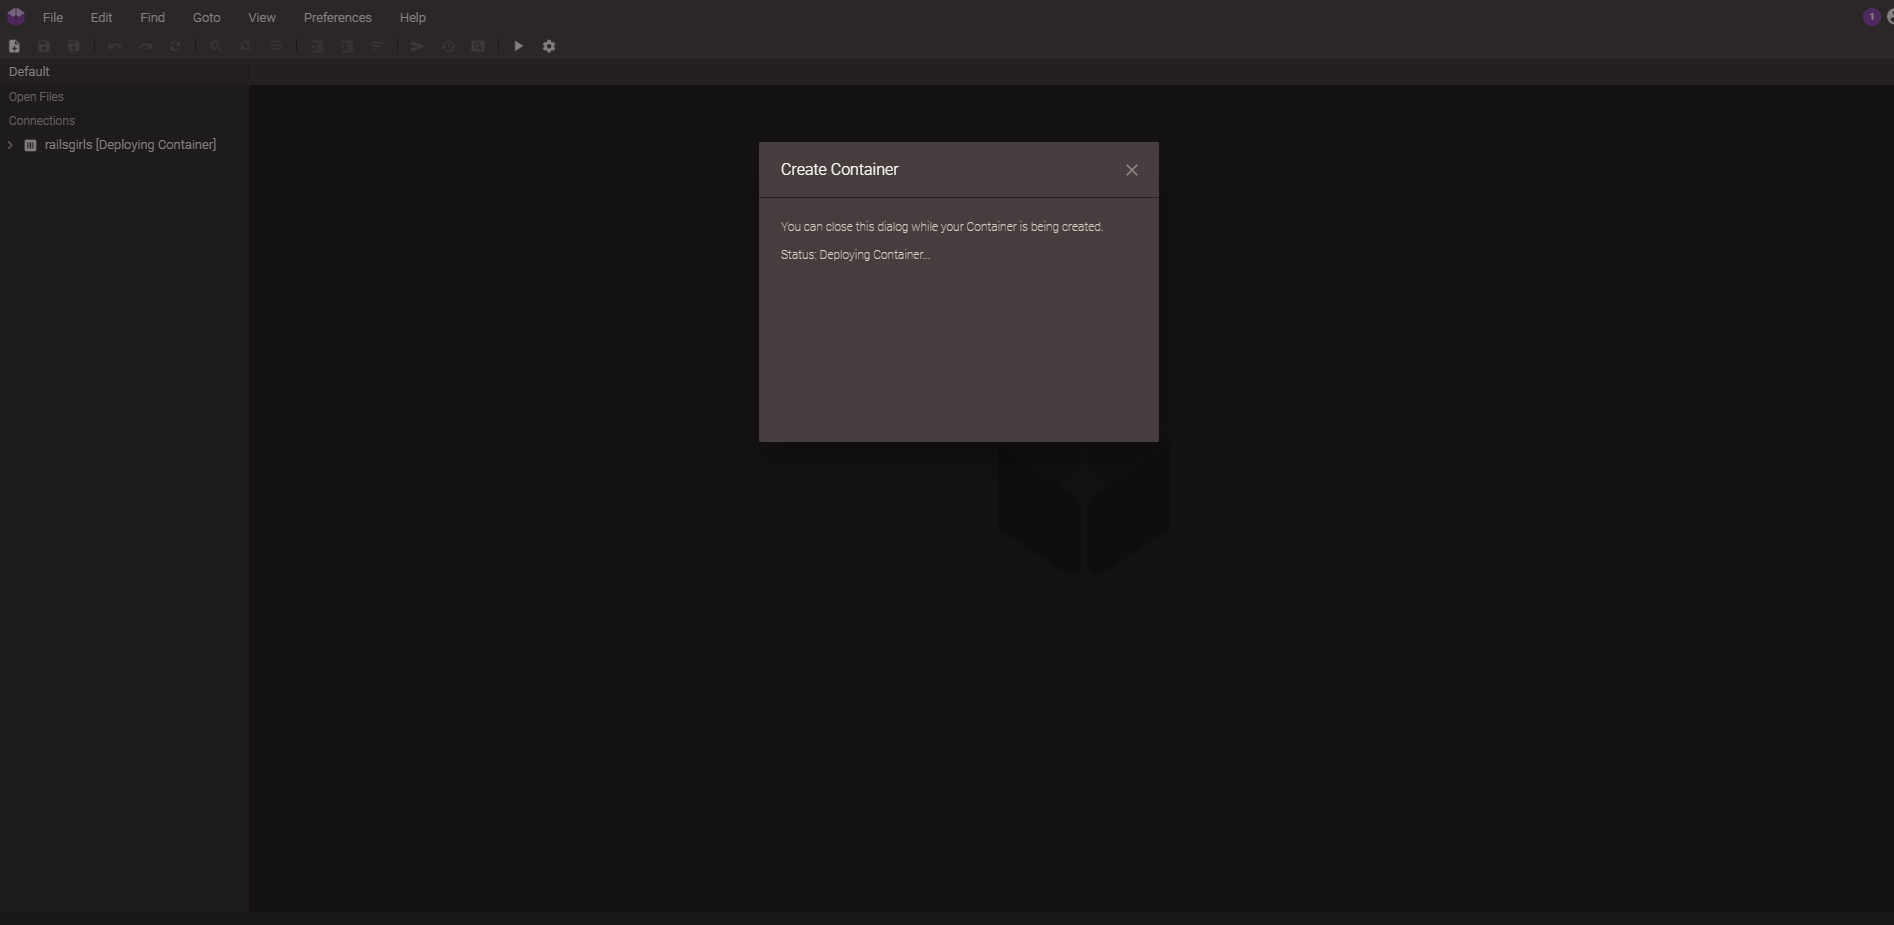 File Edit Find Goto View Preferences Help
1
Default
Open Files
Connections
railsgirls [Deploying Container]
Create Container
You can close this dialog while your Container is being created.
Status: Deploying Container...